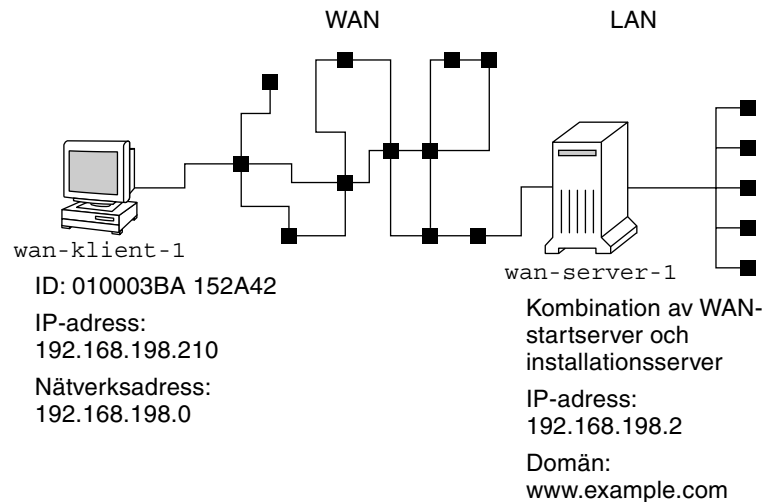 WAN
LAN
wan-klient-1
ID: 010003BA 152A42
IP-adress:
192.168.198.210
Nätverksadress:
192.168.198.0
wan-server-1
Kombination av WAN-
startserver och
installationsserver
IP-adress:
192.168.198.2
Domän:
www.example.com